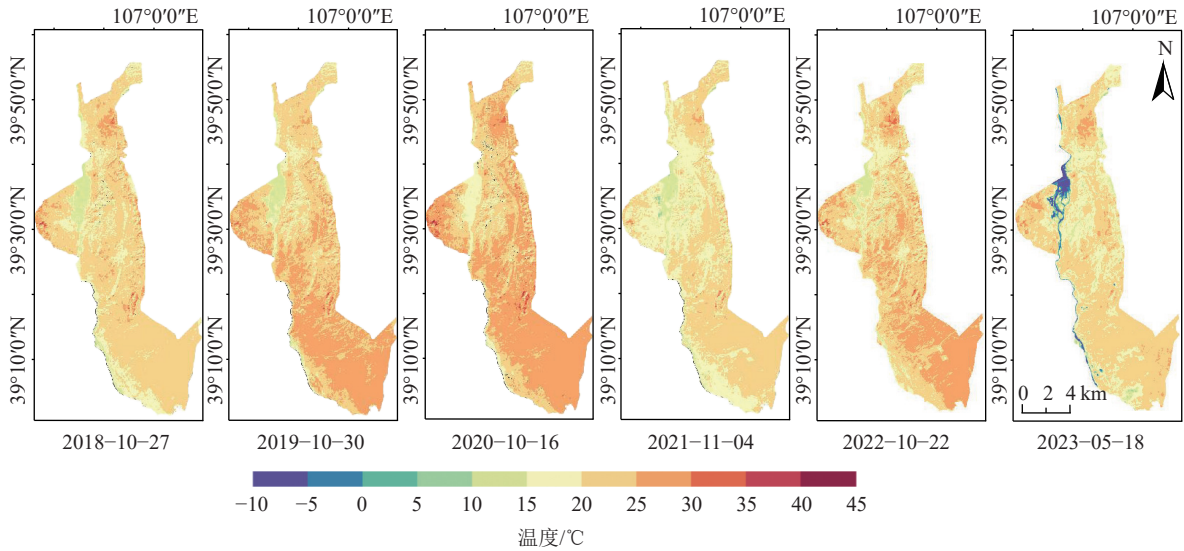 107°0′0″E 107°0′0″E 107°0′0″E 107°0′0″E 107°0′0″E 107°0′0″E
N
39°50′0″N 39°50′0″N 39°50′0″N 39°50′0″N 39°50′0″N 39°50′0″N
39°30′0″N 39°30′0″N 39°30′0″N 39°30′0″N 39°30′0″N 39°30′0″N
39°10′0″N 39°10′0″N 39°10′0″N 39°10′0″N 39°10′0″N 39°10′0″N
0 2 4 km
2018−10−27 2019−10−30 2020−10−16 2021−11−04 2022−10−22 2023−05−18
−10 −5 0 5 10 15 20 25 30 35 40 45
温度/℃